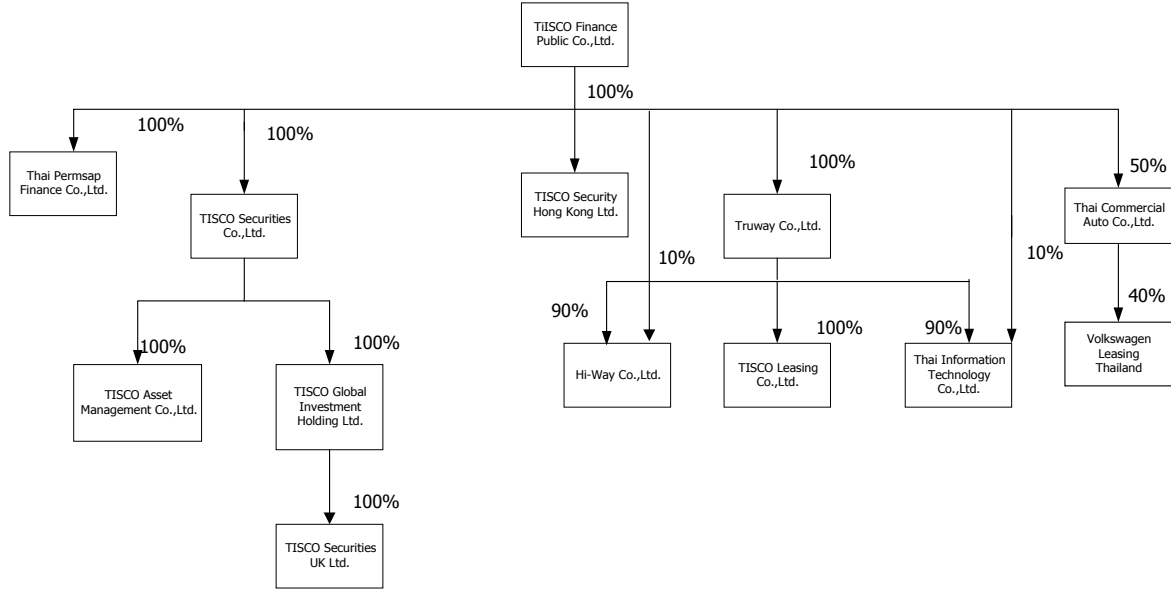 TiISCO Finance
Public Co.,Ltd.
100%
100%
100%
100%
50%
Thai Permsap
Finance Co.,Ltd.
TISCO Securities
Co.,Ltd.
TISCO Security
Hong Kong Ltd.
Truway Co.,Ltd.
Thai Commercial
Auto Co.,Ltd.
10%
10%
90%
100%
90%
40%
100%
100%
TISCO Asset
Management Co.,Ltd.
TISCO Global
Investment
Holding Ltd.
Hi-Way Co.,Ltd.
TISCO Leasing
Co.,Ltd.
Thai Information
Technology
Co.,Ltd.
Volkswagen
Leasing
Thailand
100%
TISCO Securities
UK Ltd.